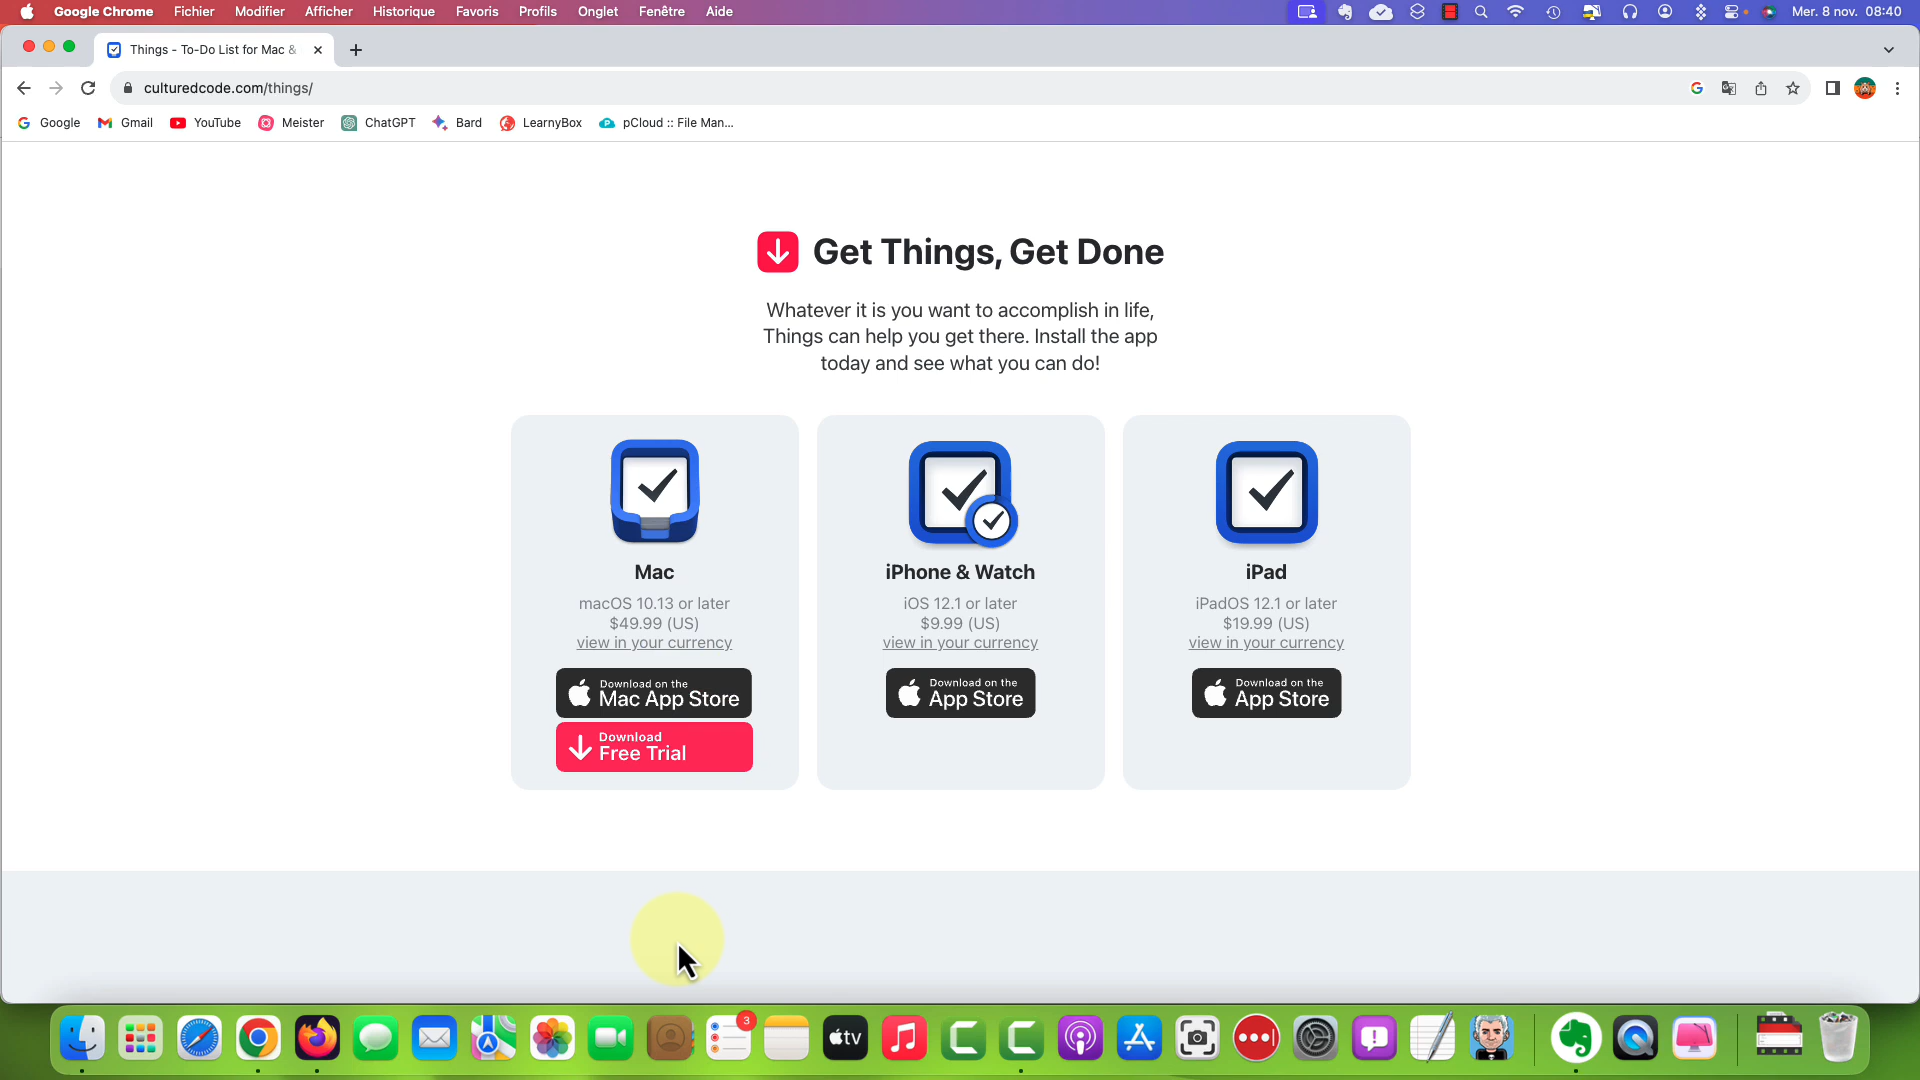 Google Chrome Fichier Modifier Afficher Historique Favoris Profils Onglet Fenêtre Aide Mer. 8 nov. 08:40
Things - To-Do List for Mac &
culturedcode.com/things/
Google Gmail YouTube Meister ChatGPT Bard LearnyBox pCloud :: File Man...
Get Things, Get Done
Whatever it is you want to accomplish in life,
Things can help you get there. Install the app
today and see what you can do!
Mac
macOS 10.13 or later
$49.99 (US)
view in your currency
Download on the
Mac App Store
Download
Free Trial
iPhone & Watch
iOS 12.1 or later
$9.99 (US)
view in your currency
Download on the
App Store
iPad
iPadOS 12.1 or later
$19.99 (US)
view in your currency
Download on the
App Store
3
tv